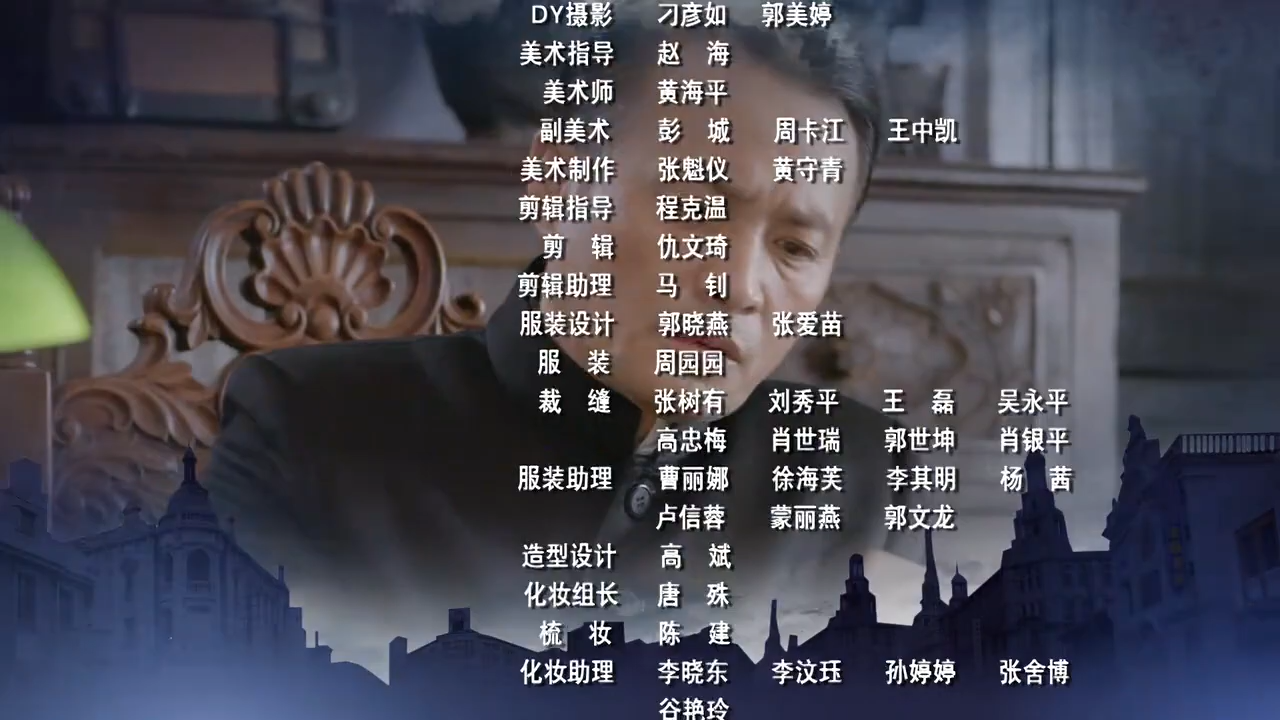 DY摄影 刁彦如 郭美婷
美术指导 赵 海
美术师 黄海平
副美术 彭 城 周卡江 王中凯
美术制作 张魁仪 黄守青
剪辑指导 程克温
剪 辑 仇文琦
剪辑助理 马 钊
服装设计 郭晓燕 张爱苗
服 装 周园园
裁 缝 张树有 刘秀平 王 磊 吴永平
高忠梅 肖世瑞 郭世坤 肖银平
服装助理 曹丽娜 徐海芙 李其明 杨 茜
卢信蓉 蒙丽燕 郭文龙
造型设计 高 斌
化妆组长 唐 殊
梳 妆 陈 建
化妆助理 李晓东 李汶珏 孙婷婷 张舍博
谷艳玲